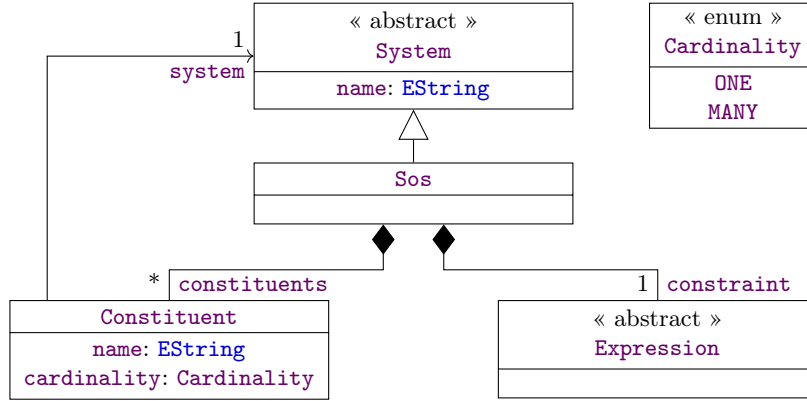 « abstract »
System
name: EString
1
system
« enum »
Cardinality
ONE
MANY
Sos
* constituents
1 constraint
Constituent
name: EString
cardinality: Cardinality
« abstract »
Expression